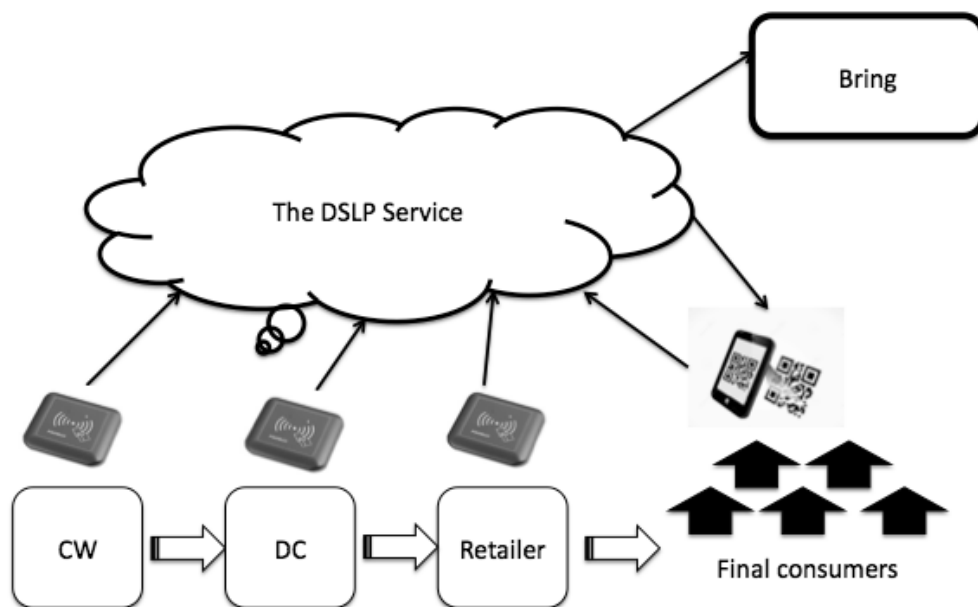 Bring
The DSLP Service
CW
DC
Retailer
Final consumers